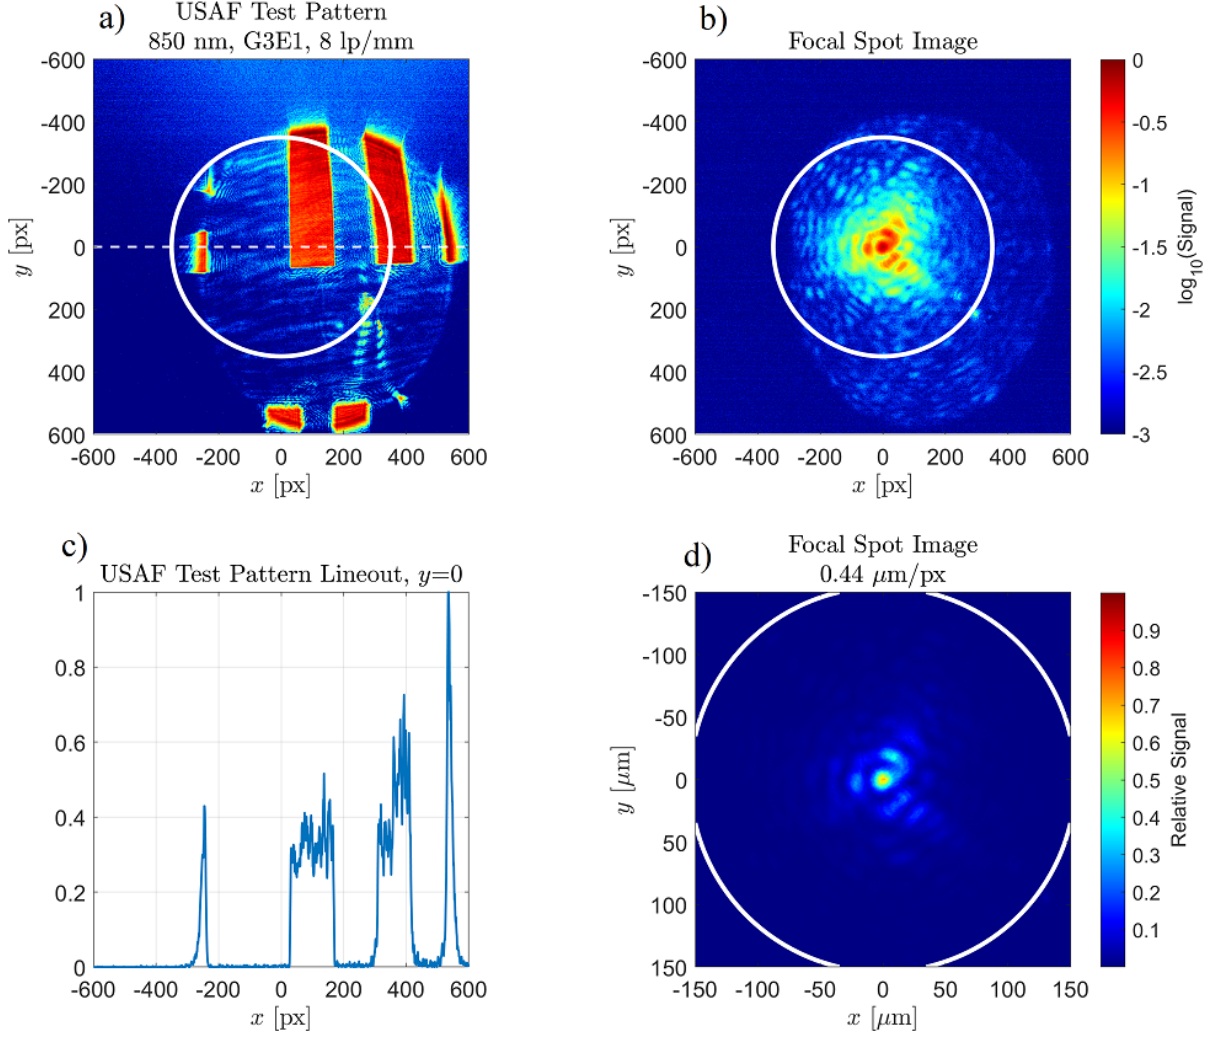 a)
USAF Test Pattern
850 nm, G3E1, 8 lp/mm
-600
-400
-200
0
200
400
600
y [px]
-600 -400 -200 0 200 400 600
x [px]
b)
Focal Spot Image
-600
-400
-200
0
200
400
600
y [px]
-600 -400 -200 0 200 400 600
x [px]
0
-0.5
-1
-1.5
-2
-2.5
-3
log10(Signal)
c)
USAF Test Pattern Lineout, y=0
1
0.8
0.6
0.4
0.2
0
-600 -400 -200 0 200 400 600
x [px]
d)
Focal Spot Image
0.44 μm/px
-150
-100
-50
0
50
100
150
y [μm]
-150 -100 -50 0 50 100 150
x [μm]
0.9
0.8
0.7
0.6
0.5
0.4
0.3
0.2
0.1
Relative Signal